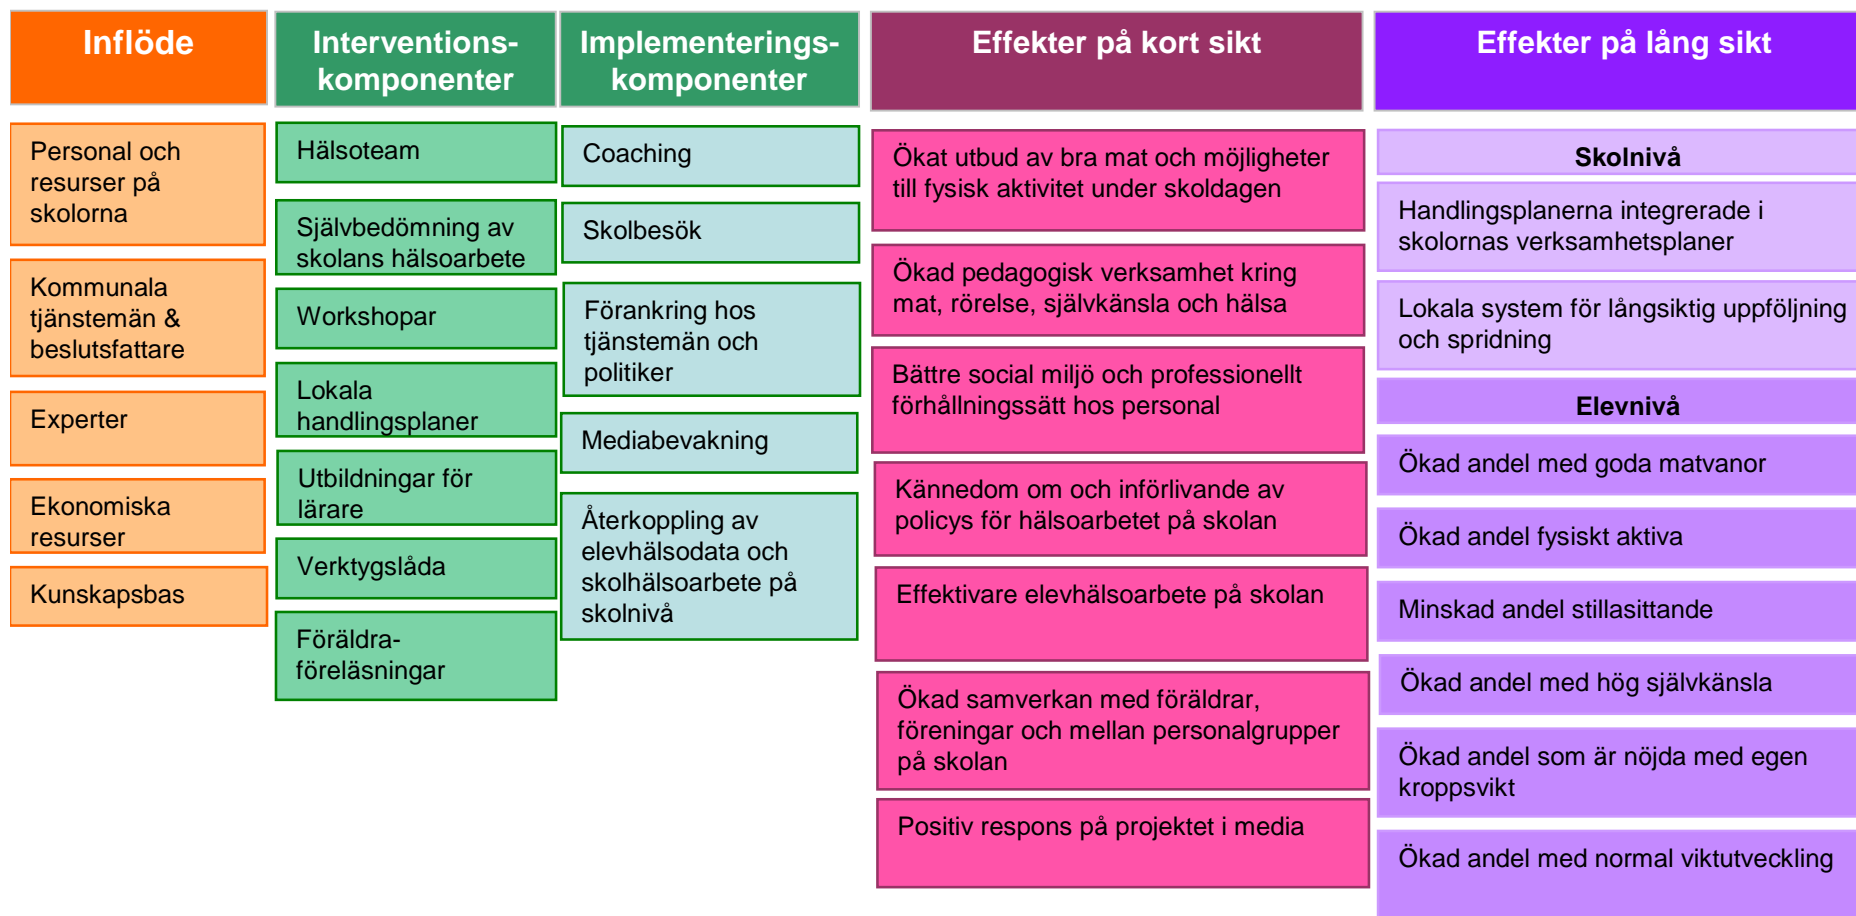 Inflöde
Personal och
resurser på
skolorna
Kommunala
tjänstemän &
beslutsfattare
Experter
Ekonomiska
resurser
Kunskapsbas
Interventions-
komponenter
Hälsoteam
Självbedömning av
skolans hälsoarbete
Workshopar
Lokala
handlingsplaner
Utbildningar för
lärare
Verktygslåda
Föräldra-
föreläsningar
Implementerings-
komponenter
Coaching
Skolbesök
Förankring hos
tjänstemän och
politiker
Mediabevakning
Återkoppling av
elevhälsodata och
skolhälsoarbete på
skolnivå
Effekter på kort sikt
Ökat utbud av bra mat och möjligheter
till fysisk aktivitet under skoldagen
Ökad pedagogisk verksamhet kring
mat, rörelse, självkänsla och hälsa
Bättre social miljö och professionellt
förhållningssätt hos personal
Kännedom om och införlivande av
policys för hälsoarbetet på skolan
Effektivare elevhälsoarbete på skolan
Ökad samverkan med föräldrar,
föreningar och mellan personalgrupper
på skolan
Positiv respons på projektet i media
Effekter på lång sikt
Skolnivå
Handlingsplanerna integrerade i
skolornas verksamhetsplaner
Lokala system för långsiktig uppföljning
och spridning
Elevnivå
Ökad andel med goda matvanor
Ökad andel fysiskt aktiva
Minskad andel stillasittande
Ökad andel med hög självkänsla
Ökad andel som är nöjda med egen
kroppsvikt
Ökad andel med normal viktutveckling